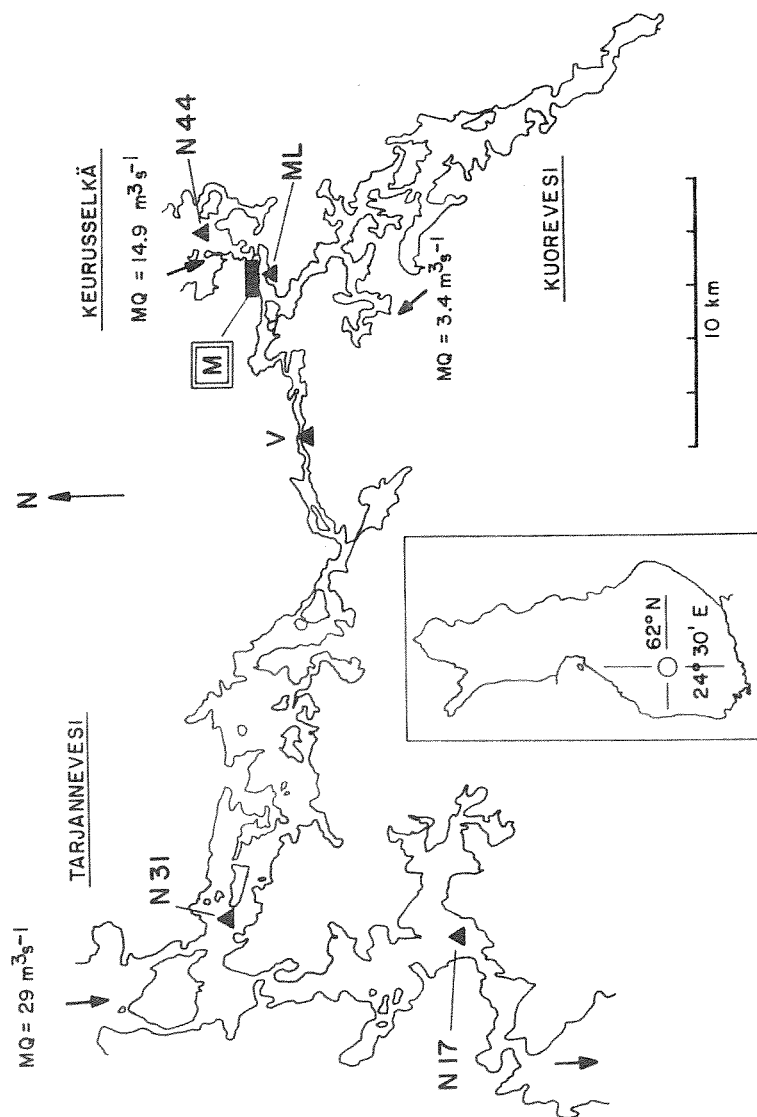 MQ = 29 m³s⁻¹
TARJANNEVESI
N 31
N 17
N
KEURUSSELKÄ
MQ = 14.9 m³s⁻¹
N 44
M
ML
V
MQ = 3.4 m³s⁻¹
KUOREVESI
10 km
62° N
24° 30' E